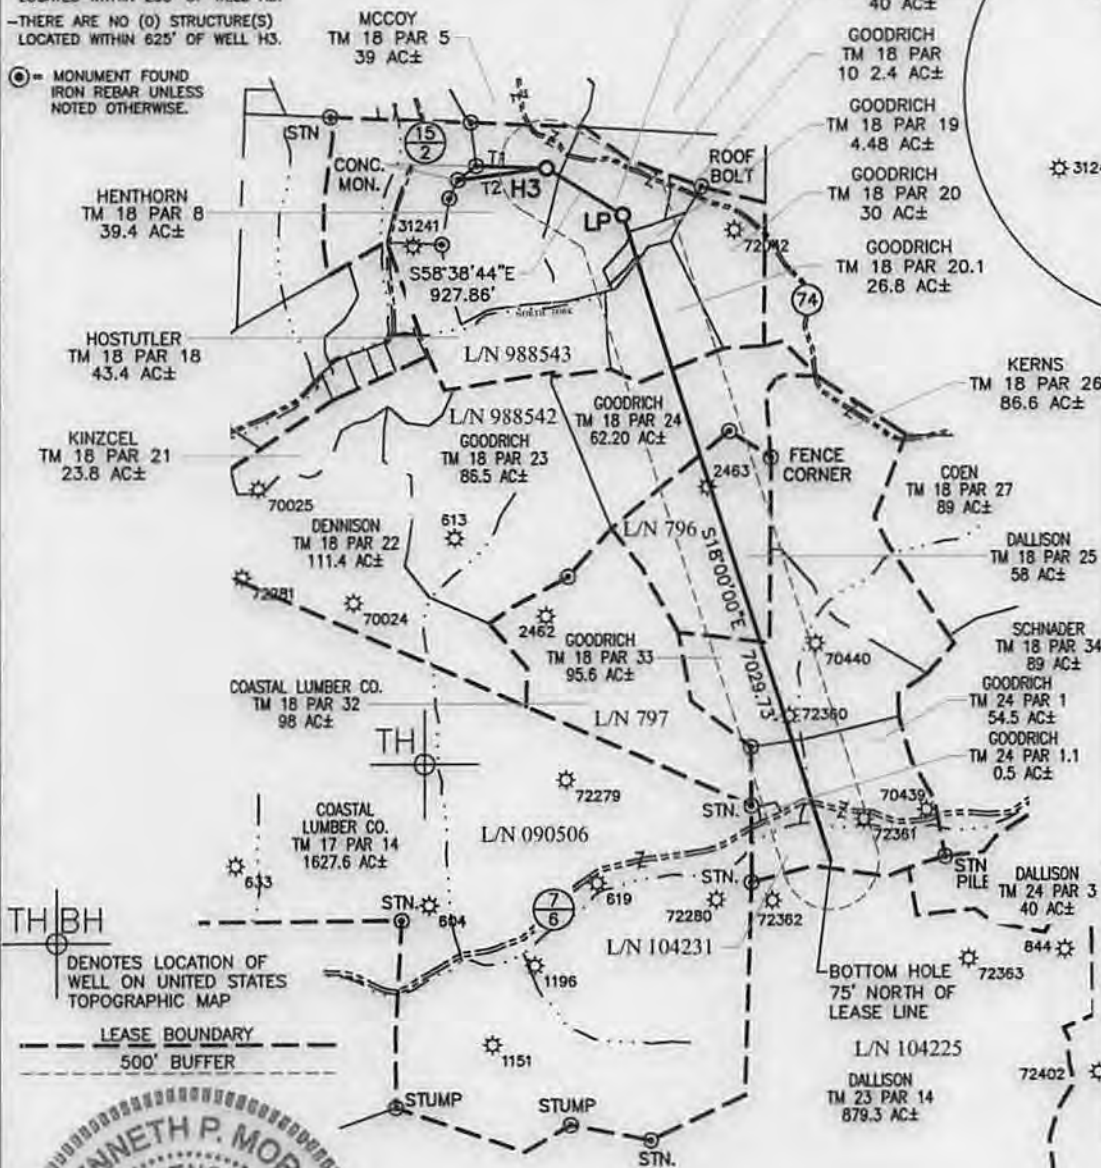 -THERE ARE NO (0) STRUCTURE(S)
LOCATED WITHIN 625' OF WELL H3.
= MONUMENT FOUND
IRON REBAR UNLESS
NOTED OTHERWISE.
MCCOY
TM 18 PAR 5
39 AC±
40 AC±
GOODRICH
TM 18 PAR
10 2.4 AC±
GOODRICH
TM 18 PAR 19
4.48 AC±
GOODRICH
TM 18 PAR 20
30 AC±
GOODRICH
TM 18 PAR 20.1
26.8 AC±
STN
15
2
CONC.
MON.
T1
T2
H3
LP
ROOF
BOLT
HENTHORN
TM 18 PAR 8
39.4 AC±
31241
72042
74
S58°38'44"E
927.86'
NORTH FORK
HOSTUTLER
TM 18 PAR 18
43.4 AC±
L/N 988543
KERNS
TM 18 PAR 26
86.6 AC±
L/N 988542
GOODRICH
TM 18 PAR 24
62.20 AC±
KINZCEL
TM 18 PAR 21
23.8 AC±
GOODRICH
TM 18 PAR 23
86.5 AC±
FENCE
CORNER
2463
COEN
TM 18 PAR 27
89 AC±
70025
DENNISON
TM 18 PAR 22
111.4 AC±
613
L/N 796
S18°00'00"E
7029.73'
DALLISON
TM 18 PAR 25
58 AC±
72281
70024
2462
GOODRICH
TM 18 PAR 33
95.6 AC±
70440
SCHNADER
TM 18 PAR 34
89 AC±
COASTAL LUMBER CO.
TM 18 PAR 32
98 AC±
L/N 797
72360
GOODRICH
TM 24 PAR 1
54.5 AC±
GOODRICH
TM 24 PAR 1.1
0.5 AC±
TH
72279
STN.
70439
72361
COASTAL
LUMBER CO.
TM 17 PAR 14
1627.6 AC±
L/N 090506
633
STN.
604
7
6
619
72280
STN.
72362
STN
PILE
DALLISON
TM 24 PAR 3
40 AC±
TH BH
L/N 104231
844
DENOTES LOCATION OF
WELL ON UNITED STATES
TOPOGRAPHIC MAP
1196
BOTTOM HOLE
75' NORTH OF
LEASE LINE
72363
LEASE BOUNDARY
500' BUFFER
1151
L/N 104225
72402
DALLISON
TM 23 PAR 14
879.3 AC±
STUMP
STUMP
STN.
NNETH P. MOR